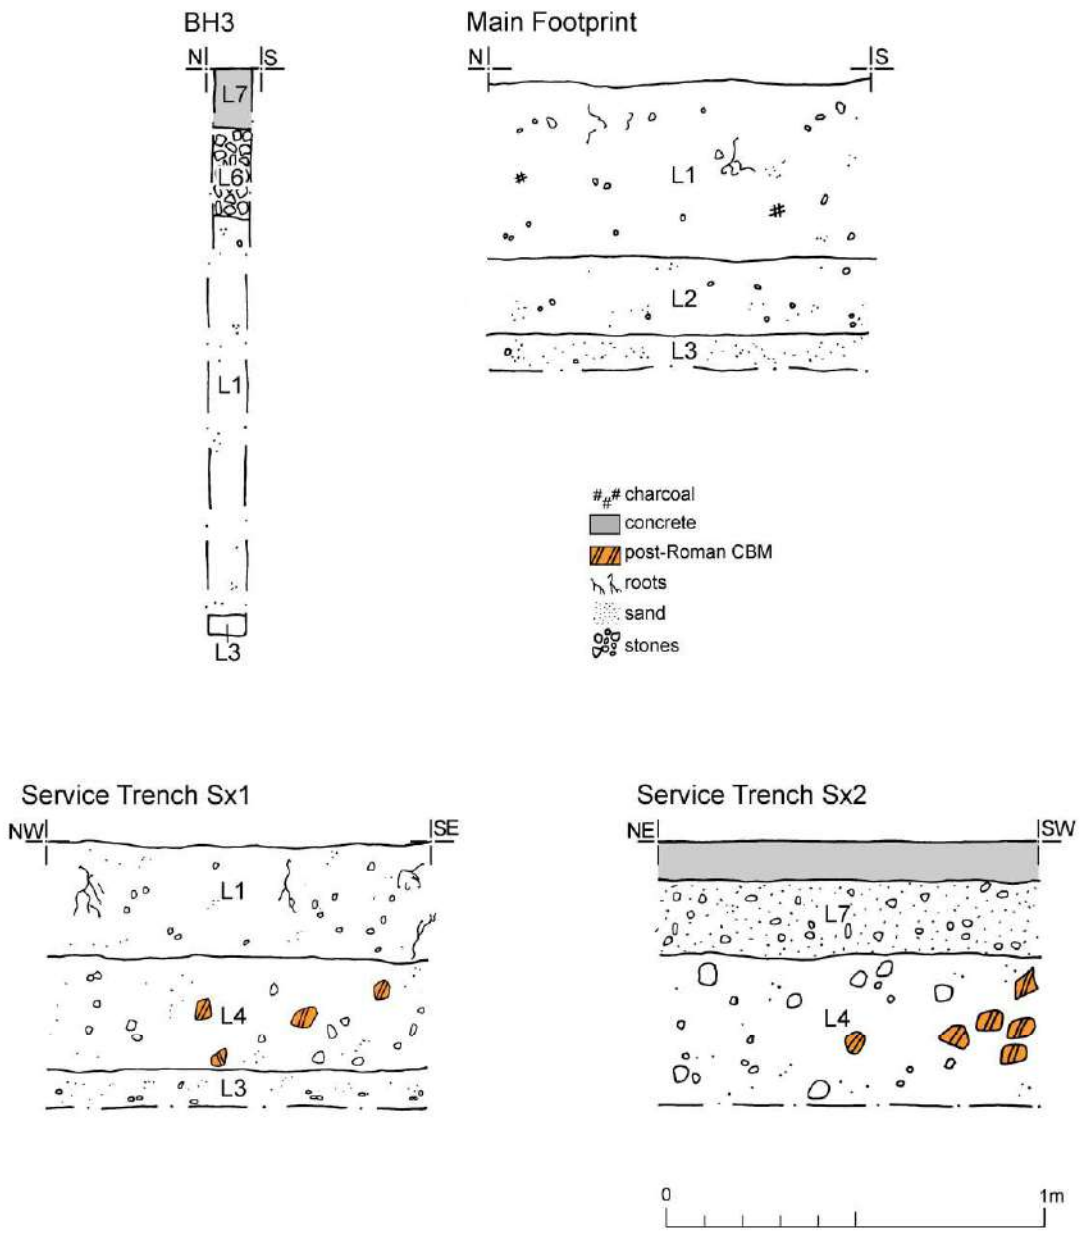 BH3
N S
L7
L6
L1
L3
Main Footprint
N S
L1
L2
L3
charcoal
concrete
post-Roman CBM
roots
sand
stones
Service Trench Sx1
NW SE
L1
L4
L3
Service Trench Sx2
NE SW
L7
L4
0 1m